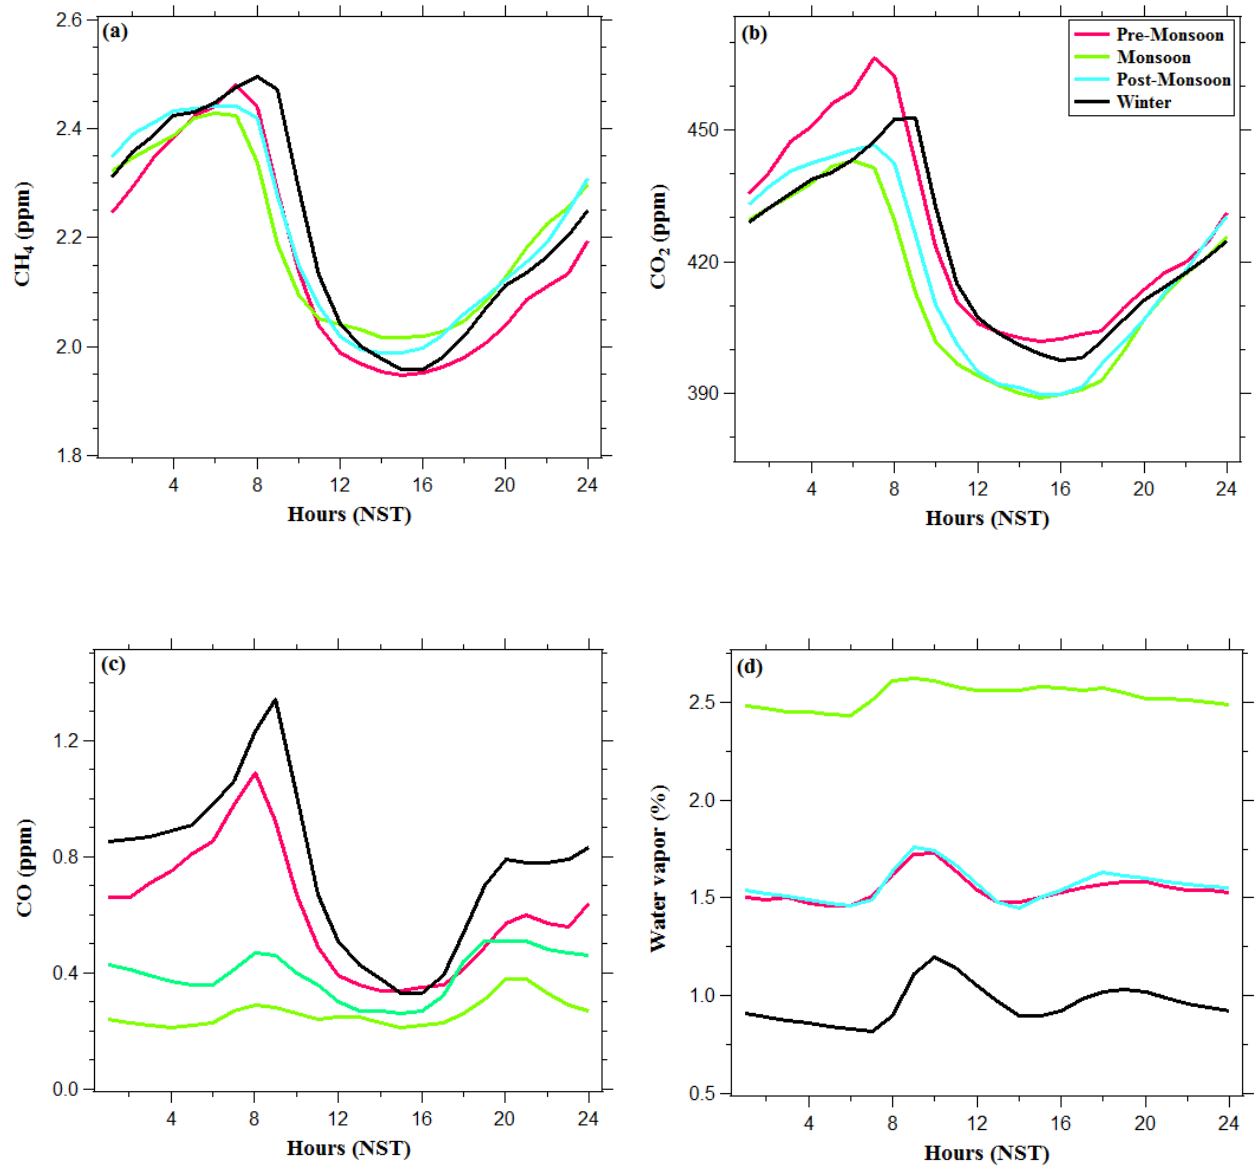 (a)
2.6
2.4
2.2
2.0
1.8
CH4 (ppm)
4 8 12 16 20 24
Hours (NST)
(b)
Pre-Monsoon
Monsoon
Post-Monsoon
Winter
450
420
390
CO2 (ppm)
4 8 12 16 20 24
Hours (NST)
(c)
1.2
0.8
0.4
0.0
CO (ppm)
4 8 12 16 20 24
Hours (NST)
(d)
2.5
2.0
1.5
1.0
0.5
Water vapor (%)
4 8 12 16 20 24
Hours (NST)